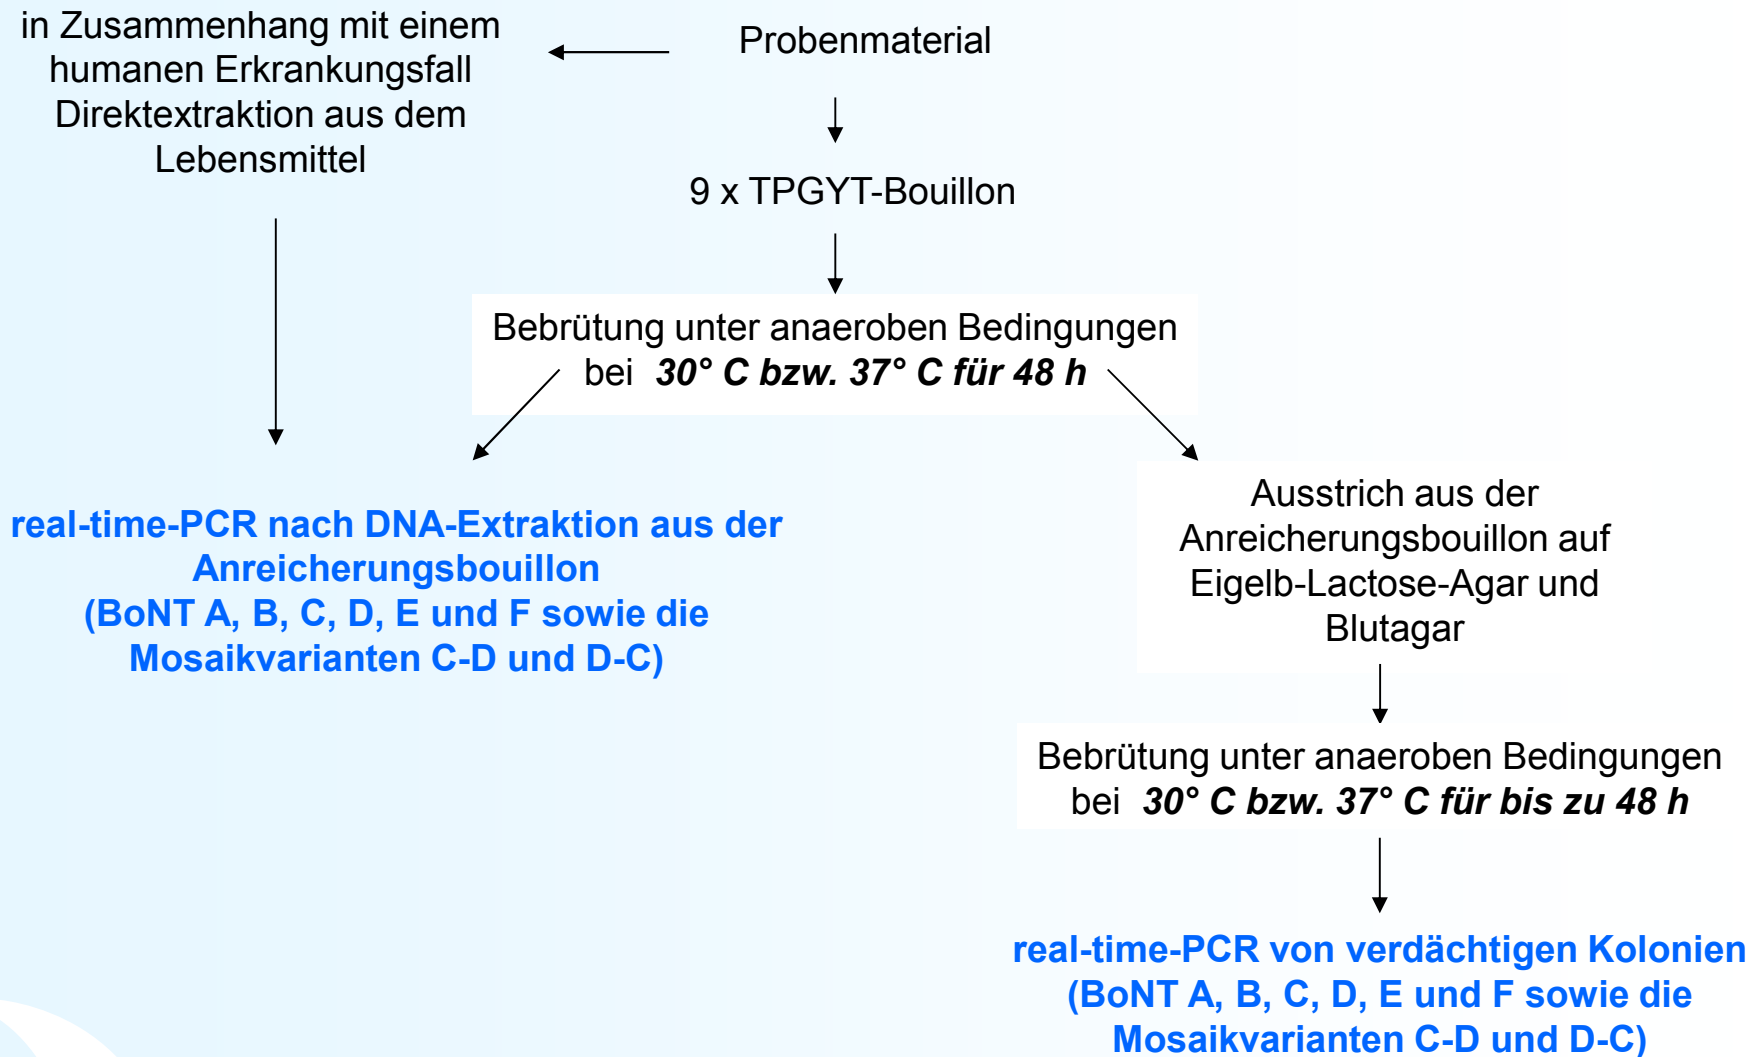 in Zusammenhang mit einem
humanen Erkrankungsfall
Direktextraktion aus dem
Lebensmittel
Probenmaterial
9 x TPGYT-Bouillon
Bebrütung unter anaeroben Bedingungen
bei 30° C bzw. 37° C für 48 h
real-time-PCR nach DNA-Extraktion aus der
Anreicherungsbouillon
(BoNT A, B, C, D, E und F sowie die
Mosaikvarianten C-D und D-C)
Ausstrich aus der
Anreicherungsbouillon auf
Eigelb-Lactose-Agar und
Blutagar
Bebrütung unter anaeroben Bedingungen
bei 30° C bzw. 37° C für bis zu 48 h
real-time-PCR von verdächtigen Kolonien
(BoNT A, B, C, D, E und F sowie die
Mosaikvarianten C-D und D-C)